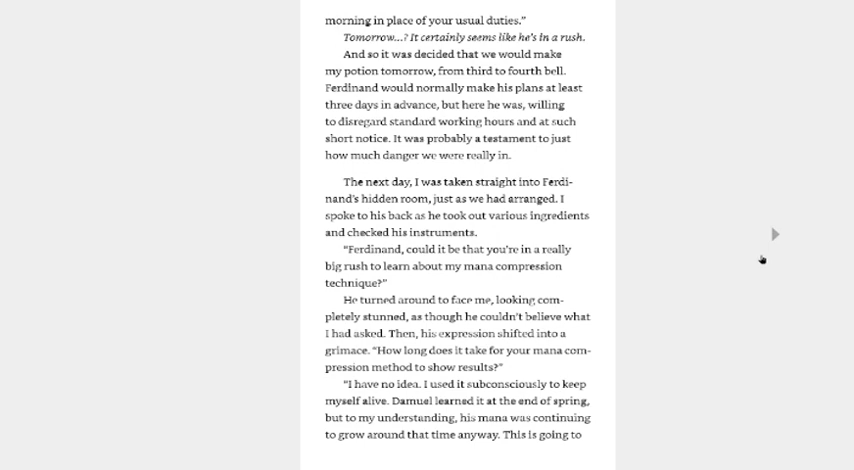 morning in place of your usual duties.”
Tomorrow...? It certainly seems like he’s in a rush.
And so it was decided that we would make
my potion tomorrow, from third to fourth bell.
Ferdinand would normally make his plans at least
three days in advance, but here he was, willing
to disregard standard working hours and at such
short notice. It was probably a testament to just
how much danger we were really in.
The next day, I was taken straight into Ferdi-
nand’s hidden room, just as we had arranged. I
spoke to his back as he took out various ingredients
and checked his instruments.
“Ferdinand, could it be that you’re in a really
big rush to learn about my mana compression
technique?”
He turned around to face me, looking com-
pletely stunned, as though he couldn’t believe what
I had asked. Then, his expression shifted into a
grimace. “How long does it take for your mana com-
pression method to show results?”
“I have no idea. I used it subconsciously to keep
myself alive. Damuel learned it at the end of spring,
but to my understanding, his mana was continuing
to grow around that time anyway. This is going to